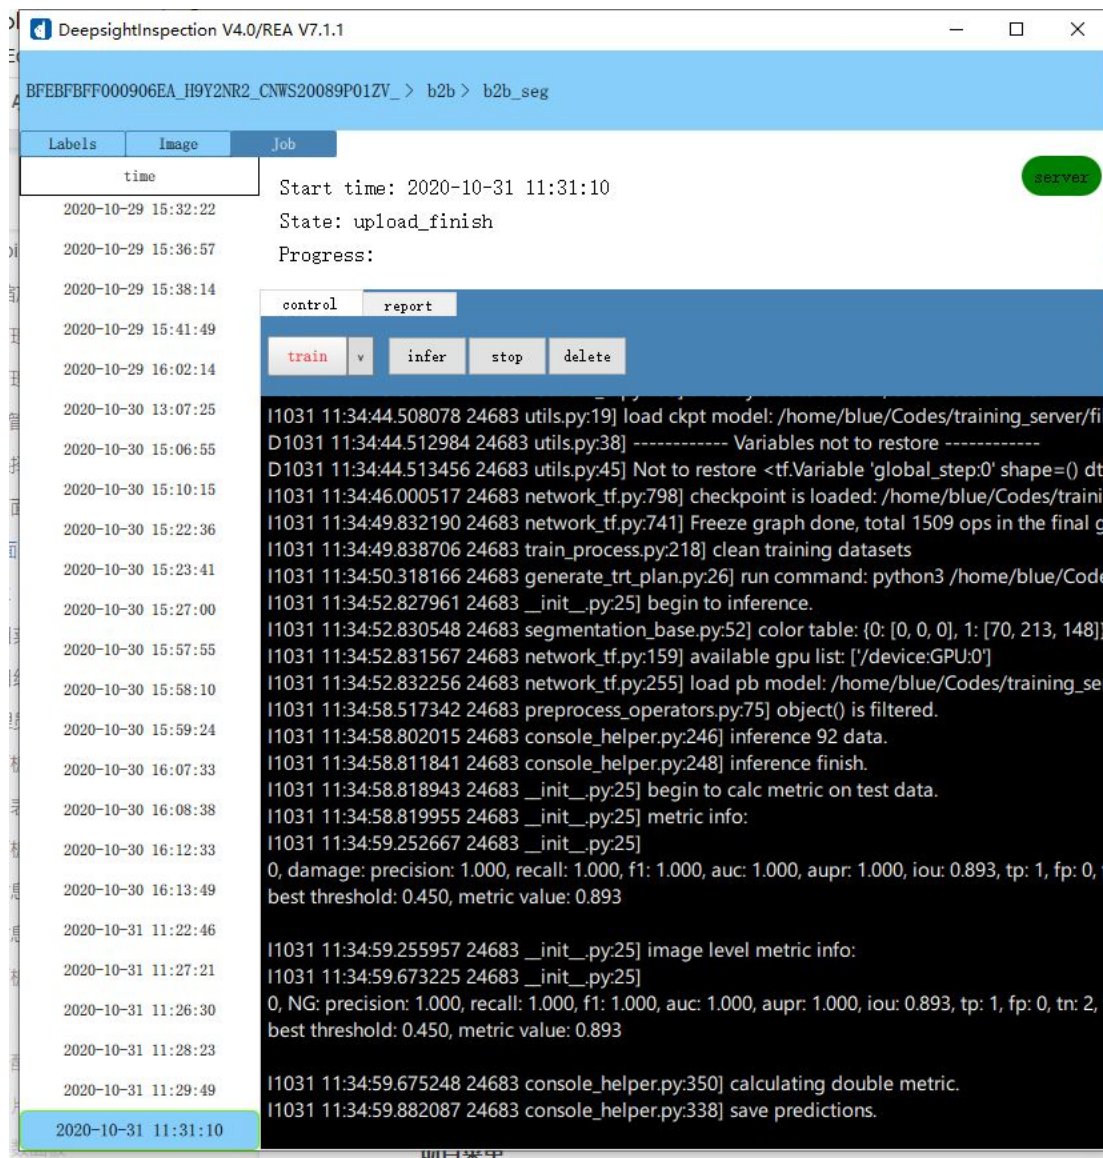 DeepsightInspection V4.0/REA V7.1.1
BFEBFBFF000906EA_H9Y2NR2_CNWS20089P01ZV_ > b2b > b2b_seg
Labels Image Job
time
2020-10-29 15:32:22
2020-10-29 15:36:57
2020-10-29 15:38:14
2020-10-29 15:41:49
2020-10-29 16:02:14
2020-10-30 13:07:25
2020-10-30 15:06:55
2020-10-30 15:10:15
2020-10-30 15:22:36
2020-10-30 15:23:41
2020-10-30 15:27:00
2020-10-30 15:57:55
2020-10-30 15:58:10
2020-10-30 15:59:24
2020-10-30 16:07:33
2020-10-30 16:08:38
2020-10-30 16:12:33
2020-10-30 16:13:49
2020-10-31 11:22:46
2020-10-31 11:27:21
2020-10-31 11:26:30
2020-10-31 11:28:23
2020-10-31 11:29:49
2020-10-31 11:31:10
Start time: 2020-10-31 11:31:10
server
State: upload_finish
Progress:
control report
train v infer stop delete
I1031 11:34:44.508078 24683 utils.py:19] load ckpt model: /home/blue/Codes/training_server/fi
D1031 11:34:44.512984 24683 utils.py:38] ------------ Variables not to restore ------------
D1031 11:34:44.513456 24683 utils.py:45] Not to restore <tf.Variable 'global_step:0' shape=() dt
I1031 11:34:46.000517 24683 network_tf.py:798] checkpoint is loaded: /home/blue/Codes/traini
I1031 11:34:49.832190 24683 network_tf.py:741] Freeze graph done, total 1509 ops in the final g
I1031 11:34:49.838706 24683 train_process.py:218] clean training datasets
I1031 11:34:50.318166 24683 generate_trt_plan.py:26] run command: python3 /home/blue/Code
I1031 11:34:52.827961 24683 __init__.py:25] begin to inference.
I1031 11:34:52.830548 24683 segmentation_base.py:52] color table: {0: [0, 0, 0], 1: [70, 213, 148]}
I1031 11:34:52.831567 24683 network_tf.py:159] available gpu list: ['/device:GPU:0']
I1031 11:34:52.832256 24683 network_tf.py:255] load pb model: /home/blue/Codes/training_se
I1031 11:34:58.517342 24683 preprocess_operators.py:75] object() is filtered.
I1031 11:34:58.802015 24683 console_helper.py:246] inference 92 data.
I1031 11:34:58.811841 24683 console_helper.py:248] inference finish.
I1031 11:34:58.818943 24683 __init__.py:25] begin to calc metric on test data.
I1031 11:34:58.819955 24683 __init__.py:25] metric info:
I1031 11:34:59.252667 24683 __init__.py:25]
0, damage: precision: 1.000, recall: 1.000, f1: 1.000, auc: 1.000, aupr: 1.000, iou: 0.893, tp: 1, fp: 0,
best threshold: 0.450, metric value: 0.893
I1031 11:34:59.255957 24683 __init__.py:25] image level metric info:
I1031 11:34:59.673225 24683 __init__.py:25]
0, NG: precision: 1.000, recall: 1.000, f1: 1.000, auc: 1.000, aupr: 1.000, iou: 0.893, tp: 1, fp: 0, tn: 2,
best threshold: 0.450, metric value: 0.893
I1031 11:34:59.675248 24683 console_helper.py:350] calculating double metric.
I1031 11:34:59.882087 24683 console_helper.py:338] save predictions.